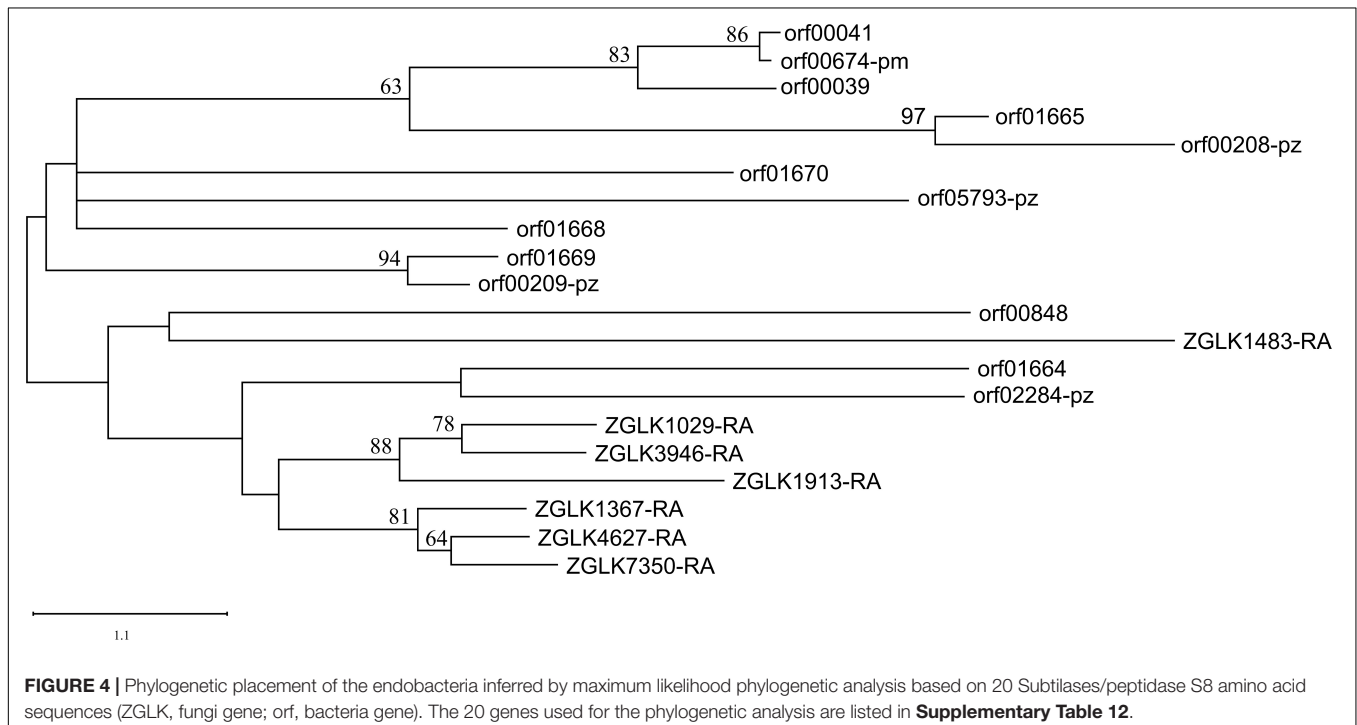 86
orf00041
83
orf00674-pm
63
orf00039
97
orf01665
orf00208-pz
orf01670
orf05793-pz
orf01668
94
orf01669
orf00209-pz
orf00848
ZGLK1483-RA
orf01664
orf02284-pz
78
ZGLK1029-RA
88
ZGLK3946-RA
ZGLK1913-RA
81
ZGLK1367-RA
64
ZGLK4627-RA
ZGLK7350-RA
1.1
FIGURE 4 | Phylogenetic placement of the endobacteria inferred by maximum likelihood phylogenetic analysis based on 20 Subtilases/peptidase S8 amino acid
sequences (ZGLK, fungi gene; orf, bacteria gene). The 20 genes used for the phylogenetic analysis are listed in Supplementary Table 12.